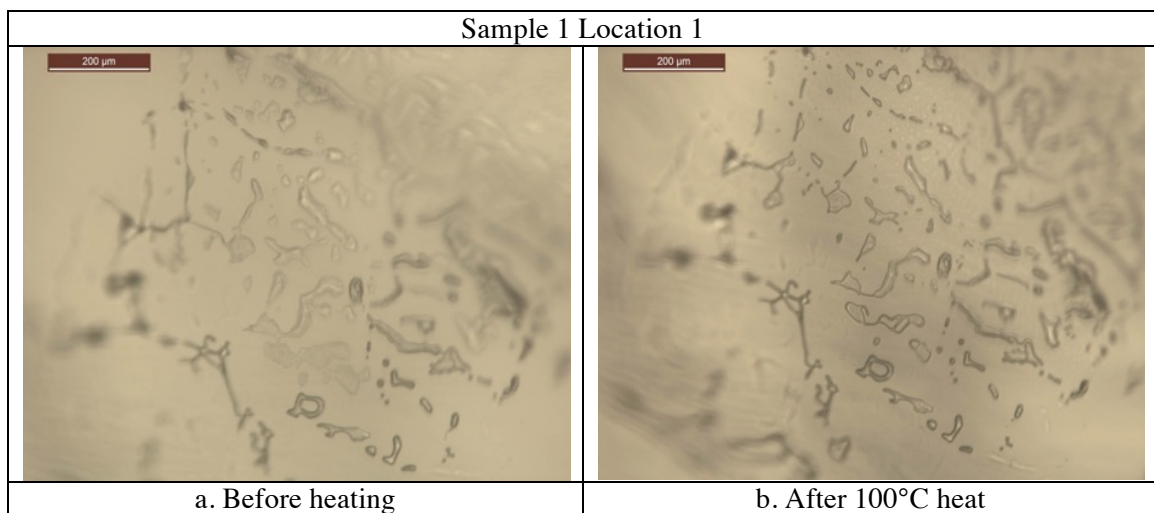 Sample 1 Location 1
200 µm
200 µm
a. Before heating
b. After 100°C heat